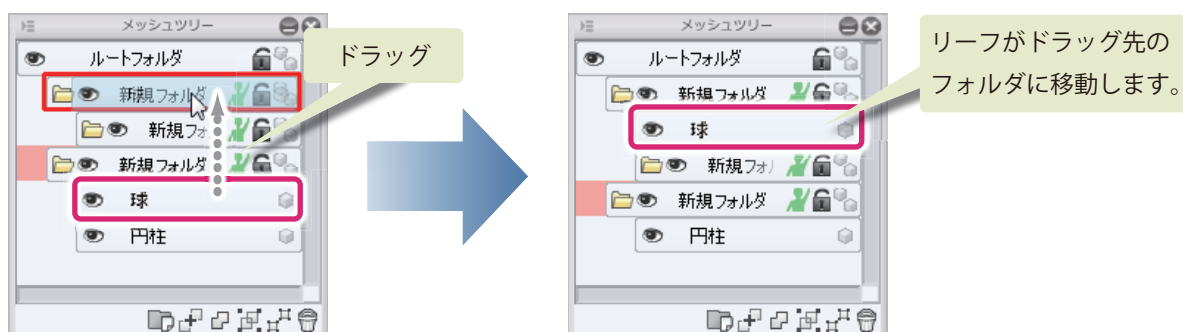 メッシュツリー
ルートフォルダ
新規フォルダ
新規フォ
新規フォルダ
球
円柱
ドラッグ
メッシュツリー
ルートフォルダ
新規フォルダ
球
新規フォル
新規フォルダ
円柱
リーフがドラッグ先の
フォルダに移動します。